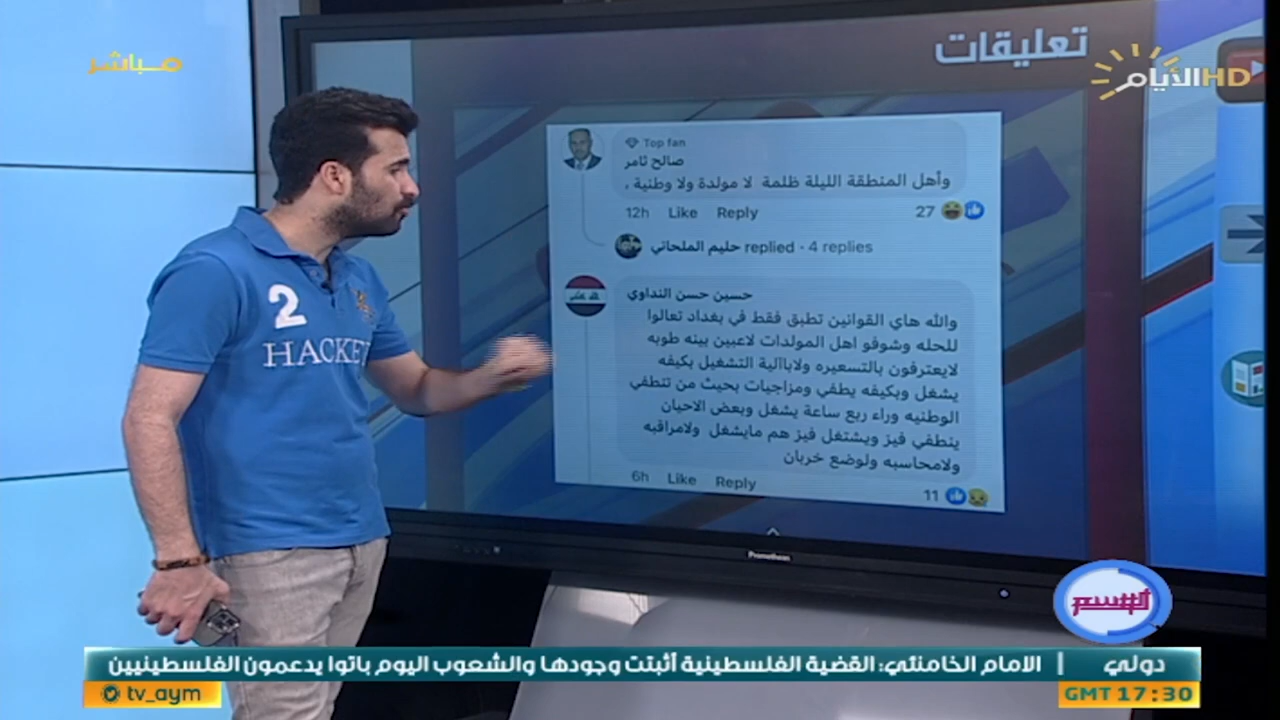 مباشر
تعليقات
الأيام HD
Top fan
صالح ثامر
وأهل المنطقة الليلة ظلمة لا مولدة ولا وطنية ،
12h Like Reply 27
حليم الملحاني replied · 4 replies
حسين حسن النداوي
والله هاي القوانين تطبق فقط في بغداد تعالوا
للحله وشوفو اهل المولدات لاعبين بينه طوبه
لايعترفون بالتسعيره ولابآالية التشغيل بكيفه
يشغل وبكيفه يطفي ومزاجيات بحيث من تنطفي
الوطنيه وراء ربع ساعة يشغل وبعض الاحيان
ينطفي فيز ويشتغل فيز هم مايشغل ولامراقبه
ولامحاسبه ولوضع خربان
6h Like Reply 11
Promethean
2
HACKET
دولي | الامام الخامنئي: القضية الفلسطينية أثبتت وجودها والشعوب اليوم باتوا يدعمون الفلسطينيين
tv_aym
GMT 17:30